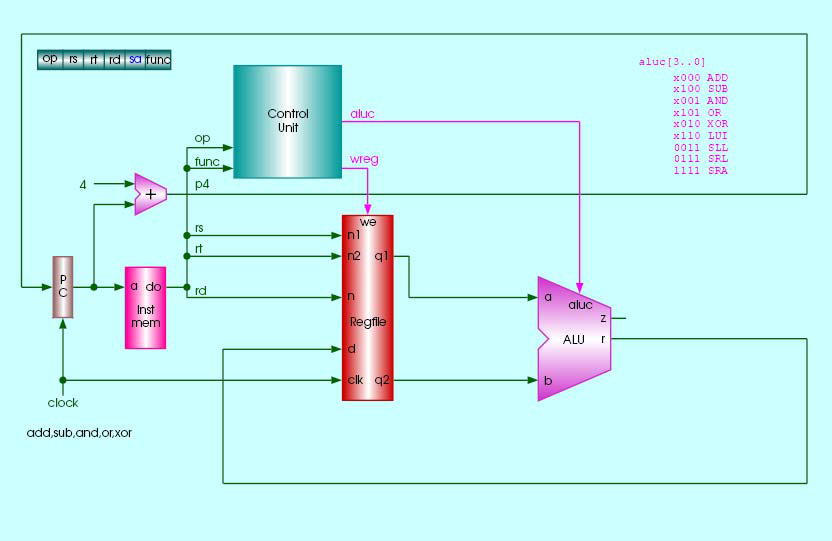 op rs rt rd sa func
aluc[3..0]
x000 ADD
x100 SUB
x001 AND
x101 OR
x010 XOR
x110 LUI
0011 SLL
0111 SRL
1111 SRA
Control
Unit
aluc
wreg
op
func
p4
4
+
rs
rt
rd
we
n1
n2 q1
n
Regfile
d
clk q2
P
C
a do
Inst
mem
a
aluc
z
ALU r
b
clock
add,sub,and,or,xor